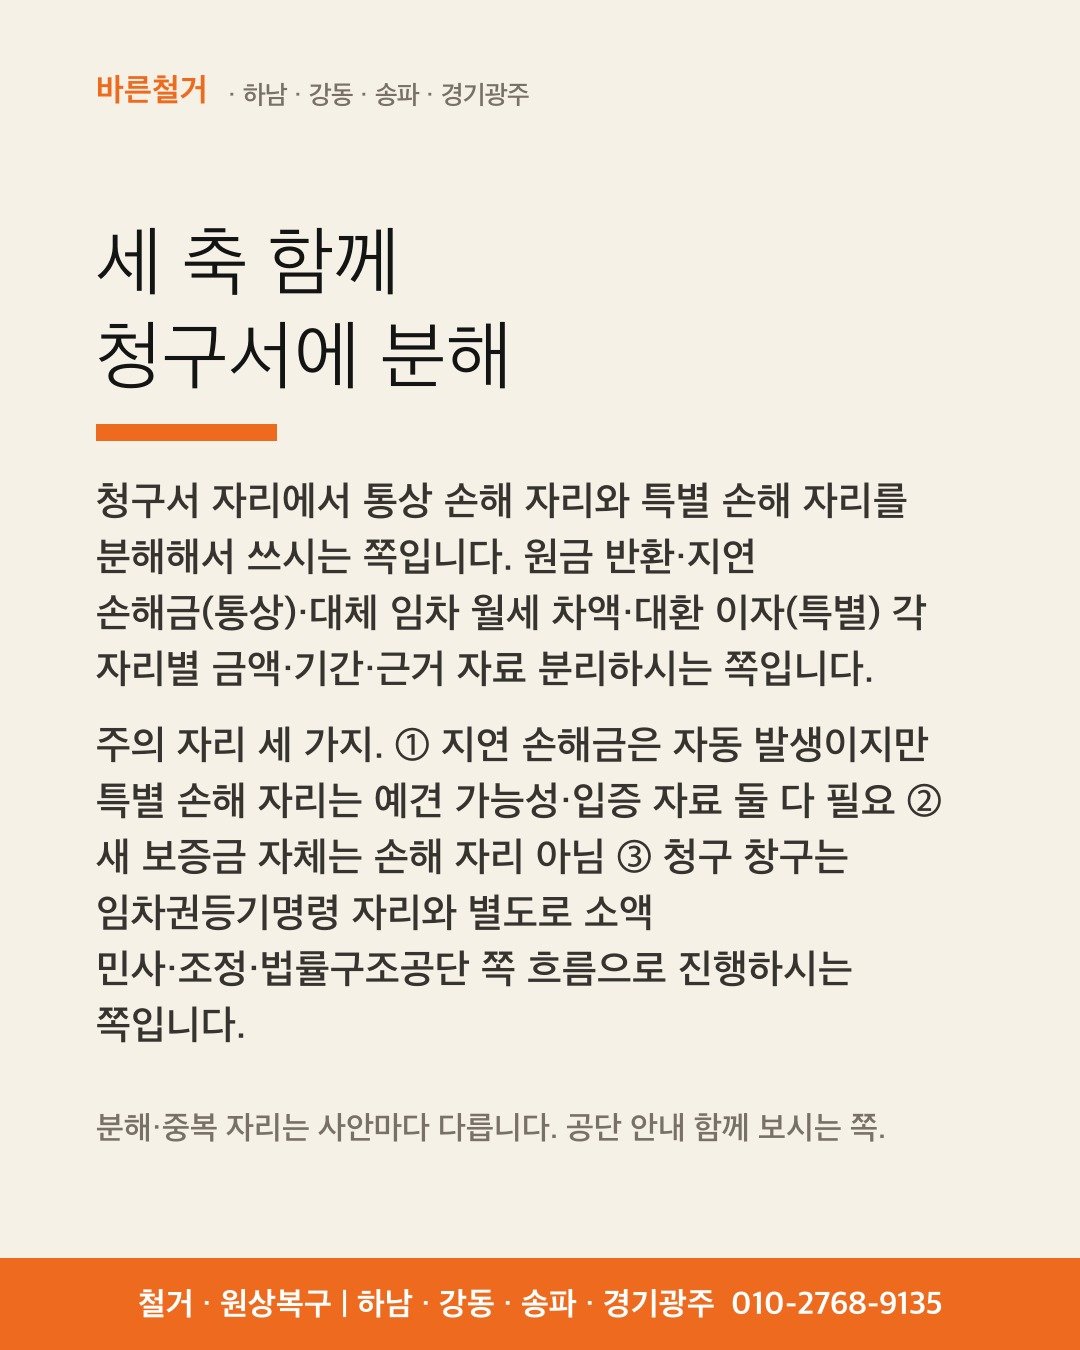 바른철거 · 하남 · 강동 · 송파 · 경기광주
세 축 함께
청구서에 분해
청구서 자리에서 통상 손해 자리와 특별 손해 자리를
분해해서 쓰시는 쪽입니다. 원금 반환·지연
손해금(통상)·대체 임차 월세 차액·대환 이자(특별) 각
자리별 금액·기간·근거 자료 분리하시는 쪽입니다.
주의 자리 세 가지. ① 지연 손해금은 자동 발생이지만
특별 손해 자리는 예견 가능성·입증 자료 둘 다 필요 ②
새 보증금 자체는 손해 자리 아님 ③ 청구 창구는
임차권등기명령 자리와 별도로 소액
민사·조정·법률구조공단 쪽 흐름으로 진행하시는
쪽입니다.
분해·중복 자리는 사안마다 다릅니다. 공단 안내 함께 보시는 쪽.
철거 · 원상복구 | 하남 · 강동 · 송파 · 경기광주 010-2768-9135